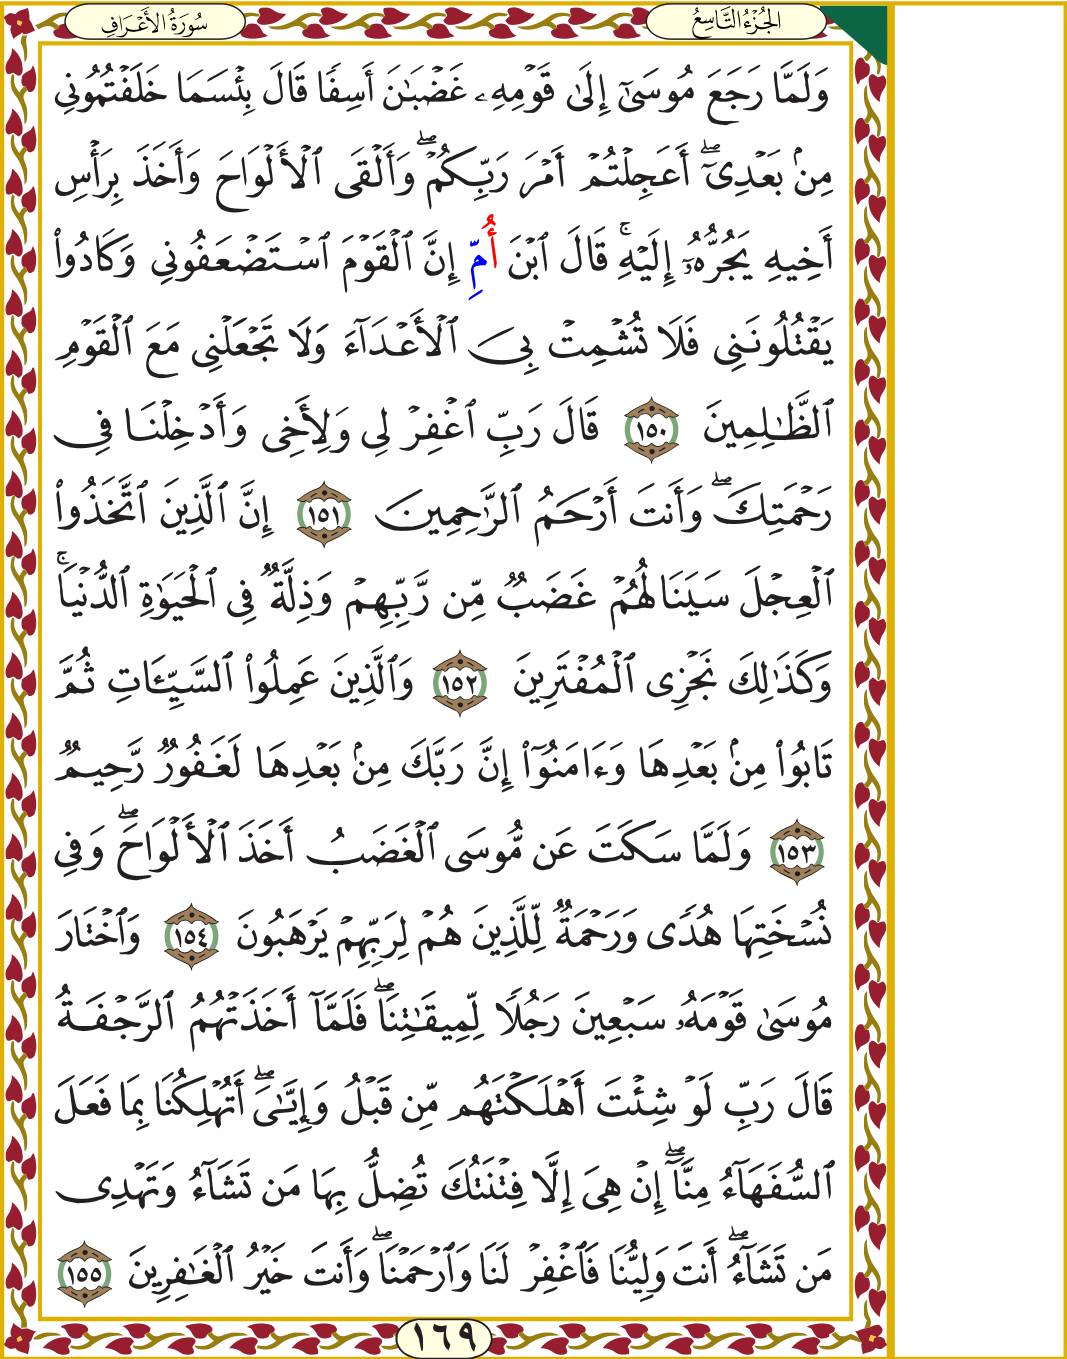 الجُزْءُ التَّاسِعُ
سُورَةُ الأَعْرَافِ
وَلَمَّا رَجَعَ مُوسَىٰٓ إِلَىٰ قَوْمِهِۦ غَضْبَٰنَ أَسِفًا قَالَ بِئْسَمَا خَلَفْتُمُونِى
مِنۢ بَعْدِىٓ ۖ أَعَجِلْتُمْ أَمْرَ رَبِّكُمْ ۖ وَأَلْقَى ٱلْأَلْوَاحَ وَأَخَذَ بِرَأْسِ
أَخِيهِ يَجُرُّهُۥٓ إِلَيْهِ ۚ قَالَ ٱبْنَ أُمِّ إِنَّ ٱلْقَوْمَ ٱسْتَضْعَفُونِى وَكَادُوا۟
يَقْتُلُونَنِى فَلَا تُشْمِتْ بِىَ ٱلْأَعْدَآءَ وَلَا تَجْعَلْنِى مَعَ ٱلْقَوْمِ
ٱلظَّٰلِمِينَ ١٥٠ قَالَ رَبِّ ٱغْفِرْ لِى وَلِأَخِى وَأَدْخِلْنَا فِى
رَحْمَتِكَ ۖ وَأَنتَ أَرْحَمُ ٱلرَّٰحِمِينَ ١٥١ إِنَّ ٱلَّذِينَ ٱتَّخَذُوا۟
ٱلْعِجْلَ سَيَنَالُهُمْ غَضَبٌ مِّن رَّبِّهِمْ وَذِلَّةٌ فِى ٱلْحَيَوٰةِ ٱلدُّنْيَا ۚ
وَكَذَٰلِكَ نَجْزِى ٱلْمُفْتَرِينَ ١٥٢ وَٱلَّذِينَ عَمِلُوا۟ ٱلسَّيِّـَٔاتِ ثُمَّ
تَابُوا۟ مِنۢ بَعْدِهَا وَءَامَنُوٓا۟ إِنَّ رَبَّكَ مِنۢ بَعْدِهَا لَغَفُورٌ رَّحِيمٌ
١٥٣ وَلَمَّا سَكَتَ عَن مُّوسَى ٱلْغَضَبُ أَخَذَ ٱلْأَلْوَاحَ ۖ وَفِى
نُسْخَتِهَا هُدًى وَرَحْمَةٌ لِّلَّذِينَ هُمْ لِرَبِّهِمْ يَرْهَبُونَ ١٥٤ وَٱخْتَارَ
مُوسَىٰ قَوْمَهُۥ سَبْعِينَ رَجُلًا لِّمِيقَٰتِنَا ۖ فَلَمَّآ أَخَذَتْهُمُ ٱلرَّجْفَةُ
قَالَ رَبِّ لَوْ شِئْتَ أَهْلَكْتَهُم مِّن قَبْلُ وَإِيَّٰىَ ۖ أَتُهْلِكُنَا بِمَا فَعَلَ
ٱلسُّفَهَآءُ مِنَّآ ۖ إِنْ هِىَ إِلَّا فِتْنَتُكَ تُضِلُّ بِهَا مَن تَشَآءُ وَتَهْدِى
مَن تَشَآءُ ۖ أَنتَ وَلِيُّنَا فَٱغْفِرْ لَنَا وَٱرْحَمْنَا ۖ وَأَنتَ خَيْرُ ٱلْغَٰفِرِينَ ١٥٥
١٦٩